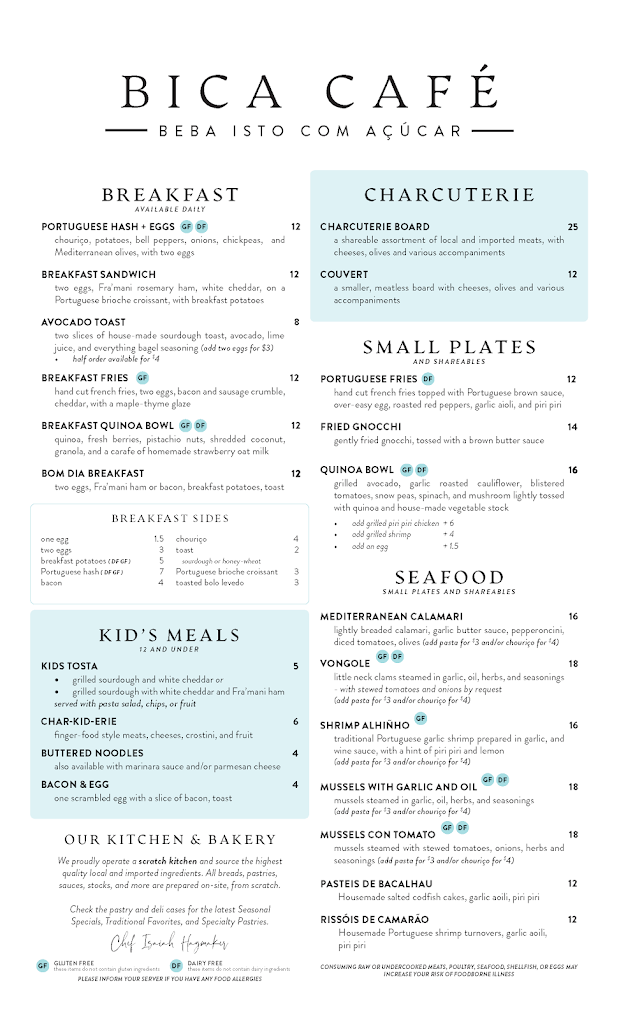 BICA CAFÉ
BEBA ISTO COM AÇÚCAR
BREAKFAST
AVAILABLE DAILY
PORTUGUESE HASH + EGGS GF DF 12
chouriço, potatoes, bell peppers, onions, chickpeas, and
Mediterranean olives, with two eggs
BREAKFAST SANDWICH 12
two eggs, Fra'mani rosemary ham, white cheddar, on a
Portuguese brioche croissant, with breakfast potatoes
AVOCADO TOAST 8
two slices of house-made sourdough toast, avocado, lime
juice, and everything bagel seasoning (add two eggs for $3)
• half order available for $4
BREAKFAST FRIES GF 12
hand cut french fries, two eggs, bacon and sausage crumble,
cheddar, with a maple-thyme glaze
BREAKFAST QUINOA BOWL GF DF 12
quinoa, fresh berries, pistachio nuts, shredded coconut,
granola, and a carafe of homemade strawberry oat milk
BOM DIA BREAKFAST 12
two eggs, Fra'mani ham or bacon, breakfast potatoes, toast
BREAKFAST SIDES
one egg 1.5
two eggs 3
breakfast potatoes (DF GF) 5
Portuguese hash (DF GF) 7
bacon 4
chouriço 4
toast 2
sourdough or honey-wheat
Portuguese brioche croissant 3
toasted bolo levedo 3
KID'S MEALS
12 AND UNDER
KIDS TOSTA 5
• grilled sourdough and white cheddar or
• grilled sourdough with white cheddar and Fra'mani ham
served with pasta salad, chips, or fruit
CHAR-KID-ERIE 6
finger-food style meats, cheeses, crostini, and fruit
BUTTERED NOODLES 4
also available with marinara sauce and/or parmesan cheese
BACON & EGG 4
one scrambled egg with a slice of bacon, toast
OUR KITCHEN & BAKERY
We proudly operate a scratch kitchen and source the highest
quality local and imported ingredients. All breads, pastries,
sauces, stocks, and more are prepared on-site, from scratch.
Check the pastry and deli cases for the latest Seasonal
Specials, Traditional Favorites, and Specialty Pastries.
Chef Isaiah Haymaker
GF GLUTEN FREE
these items do not contain gluten ingredients
DF DAIRY FREE
these items do not contain dairy ingredients
PLEASE INFORM YOUR SERVER IF YOU HAVE ANY FOOD ALLERGIES
CHARCUTERIE
CHARCUTERIE BOARD 25
a shareable assortment of local and imported meats, with
cheeses, olives and various accompaniments
COUVERT 12
a smaller, meatless board with cheeses, olives and various
accompaniments
SMALL PLATES
AND SHAREABLES
PORTUGUESE FRIES DF 12
hand cut french fries topped with Portuguese brown sauce,
over-easy egg, roasted red peppers, garlic aioli, and piri piri
FRIED GNOCCHI 14
gently fried gnocchi, tossed with a brown butter sauce
QUINOA BOWL GF DF 16
grilled avocado, garlic roasted cauliflower, blistered
tomatoes, snow peas, spinach, and mushroom lightly tossed
with quinoa and house-made vegetable stock
• add grilled piri piri chicken + 6
• add grilled shrimp + 4
• add an egg + 1.5
SEAFOOD
SMALL PLATES AND SHAREABLES
MEDITERRANEAN CALAMARI 16
lightly breaded calamari, garlic butter sauce, pepperoncini,
diced tomatoes, olives (add pasta for $3 and/or chouriço for $4)
VONGOLE GF DF 18
little neck clams steamed in garlic, oil, herbs, and seasonings
- with stewed tomatoes and onions by request
(add pasta for $3 and/or chouriço for $4)
SHRIMP ALHIÑHO GF 16
traditional Portuguese garlic shrimp prepared in garlic, and
wine sauce, with a hint of piri piri and lemon
(add pasta for $3 and/or chouriço for $4)
MUSSELS WITH GARLIC AND OIL GF DF 18
mussels steamed in garlic, oil, herbs, and seasonings
(add pasta for $3 and/or chouriço for $4)
MUSSELS CON TOMATO GF DF 18
mussels steamed with stewed tomatoes, onions, herbs and
seasonings (add pasta for $3 and/or chouriço for $4)
PASTEIS DE BACALHAU 12
Housemade salted codfish cakes, garlic aoili, piri piri
RISSÓIS DE CAMARÃO 12
Housemade Portuguese shrimp turnovers, garlic aoili,
piri piri
CONSUMING RAW OR UNDERCOOKED MEATS, POULTRY, SEAFOOD, SHELLFISH, OR EGGS MAY
INCREASE YOUR RISK OF FOODBORNE ILLNESS